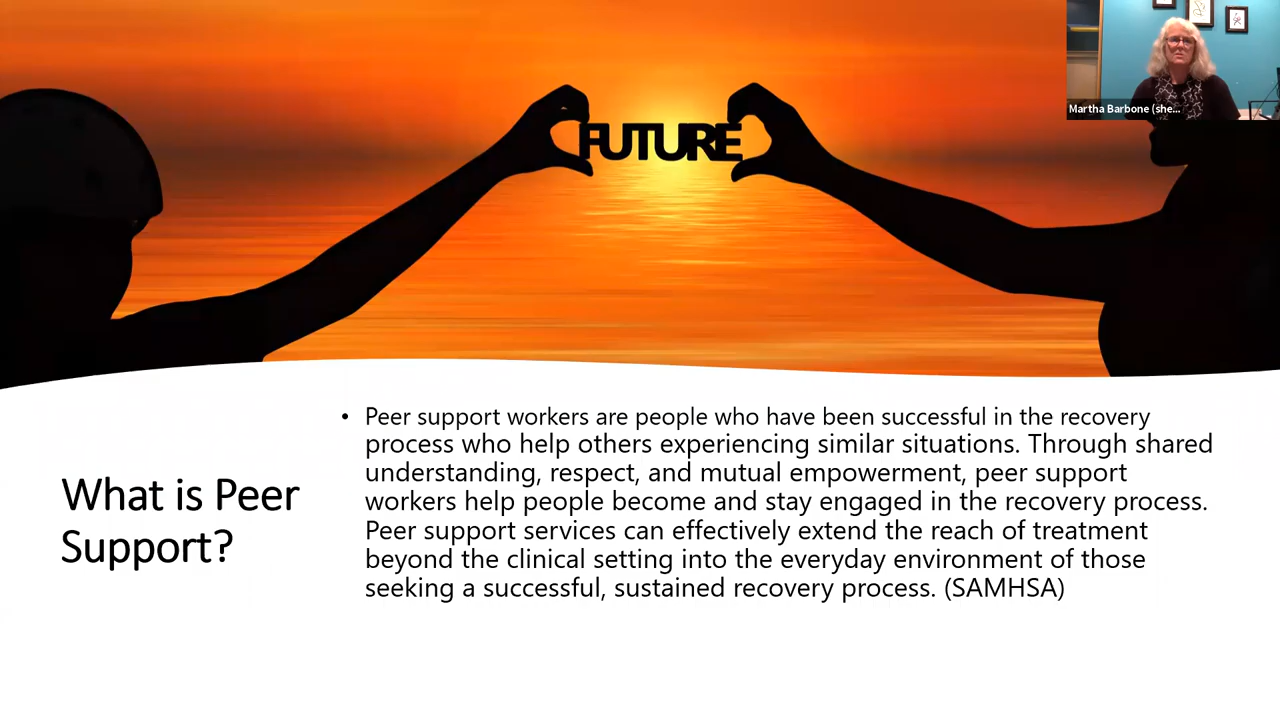 FUTURE
Martha Barbone (she...
What is Peer
Support?
• Peer support workers are people who have been successful in the recovery
process who help others experiencing similar situations. Through shared
understanding, respect, and mutual empowerment, peer support
workers help people become and stay engaged in the recovery process.
Peer support services can effectively extend the reach of treatment
beyond the clinical setting into the everyday environment of those
seeking a successful, sustained recovery process. (SAMHSA)